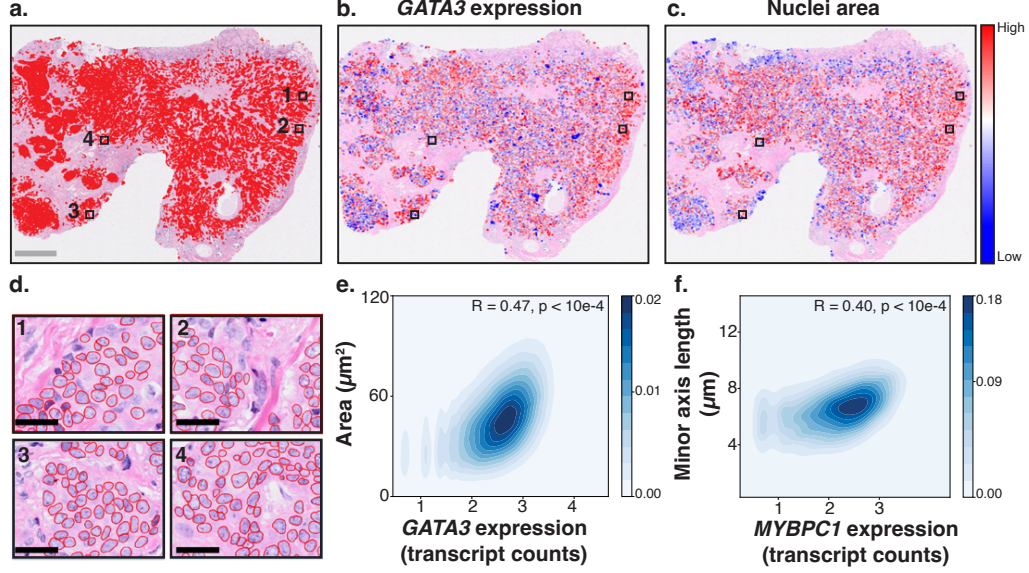 a.
b.
GATA3 expression
c.
Nuclei area
High
Low
1
2
4
3
d.
1
2
3
4
e.
R = 0.47, p < 10e-4
120
60
0
Area (µm²)
1
2
3
4
GATA3 expression
(transcript counts)
0.02
0.01
0.00
f.
R = 0.40, p < 10e-4
12
8
4
Minor axis length
(µm)
1
2
3
MYBPC1 expression
(transcript counts)
0.18
0.09
0.00